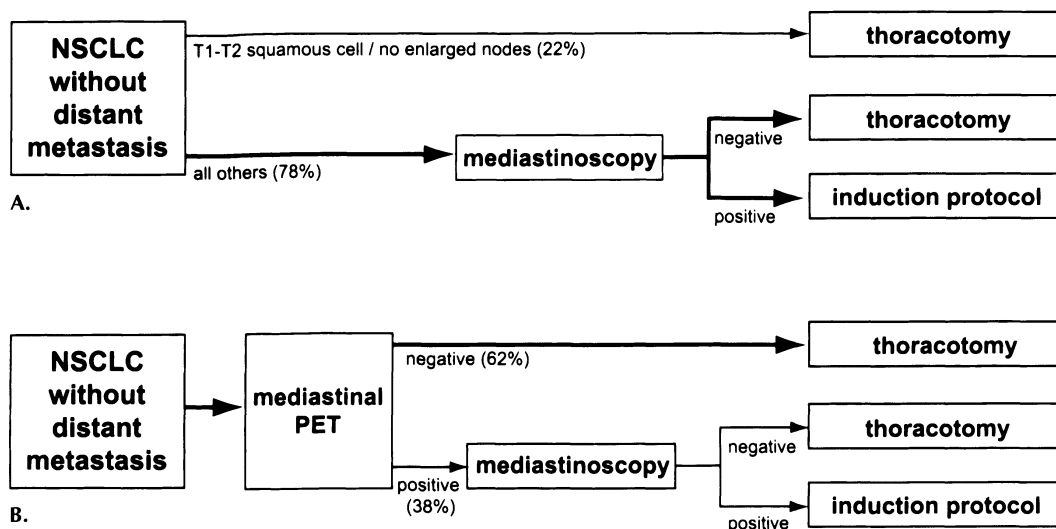 NSCLC
without
distant
metastasis
T1-T2 squamous cell / no enlarged nodes (22%)
thoracotomy
all others (78%)
mediastinoscopy
negative
thoracotomy
positive
induction protocol
A.
NSCLC
without
distant
metastasis
mediastinal
PET
negative (62%)
thoracotomy
positive
(38%)
mediastinoscopy
negative
thoracotomy
positive
induction protocol
B.